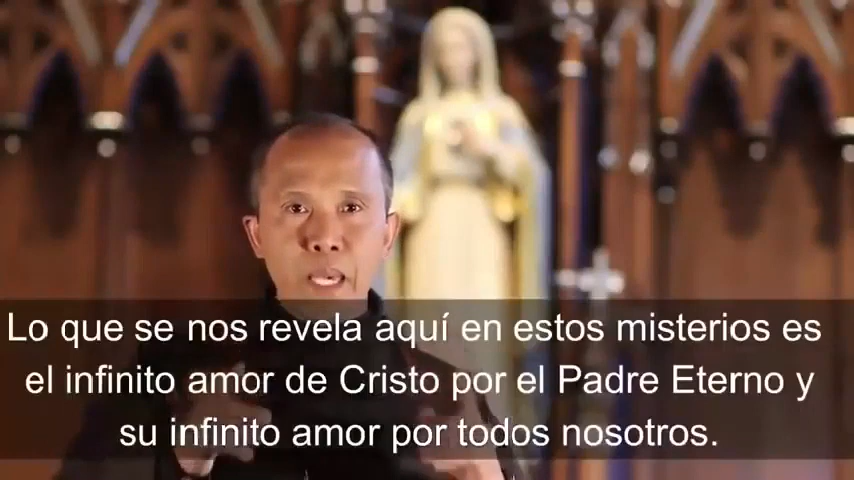 Lo que se nos revela aquí en estos misterios es
el infinito amor de Cristo por el Padre Eterno y
su infinito amor por todos nosotros.